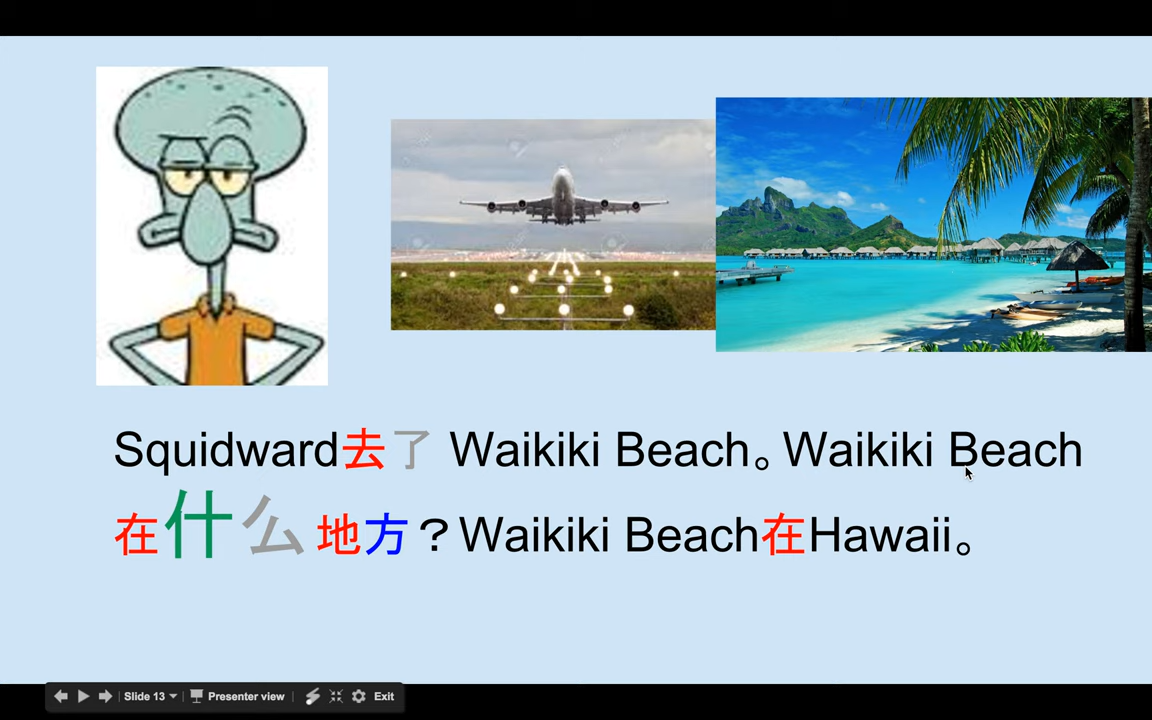 Squidward去了 Waikiki Beach。Waikiki Beach
在什么地方？Waikiki Beach在Hawaii。
Slide 13
Presenter view
Exit